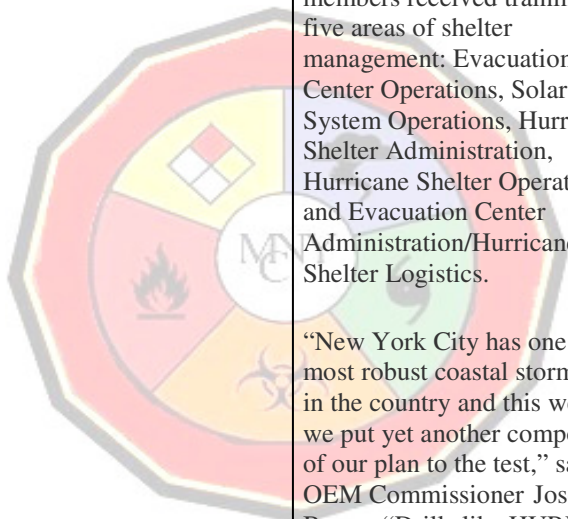 members received
five areas of shelter
management: Evacuation
Center Operations, Solar
System Operations,
Shelter Administration,
Hurricane Shelter
and Evacuation Center
Administration/Hurricane
Shelter Logistics.
“New York City has one
most robust coastal storm
in the country and this
we put yet another
of our plan to the test,”
OEM Commissioner